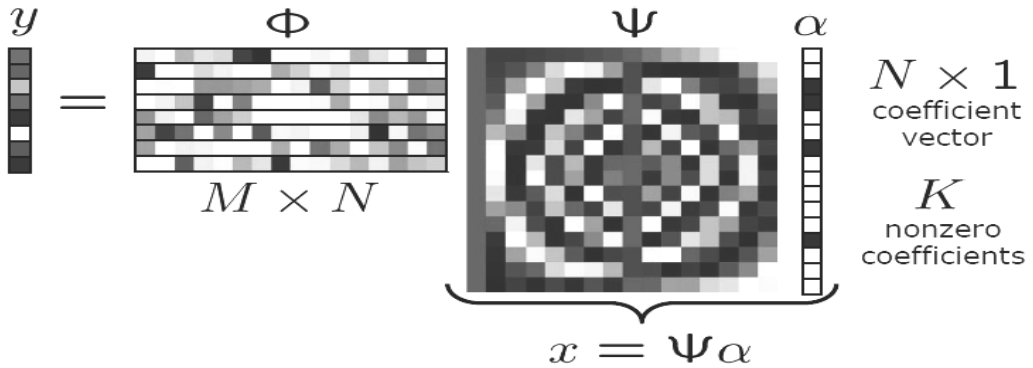 y = Φ Ψ α
M × N
N × 1
coefficient
vector
K
nonzero
coefficients
x = Ψα